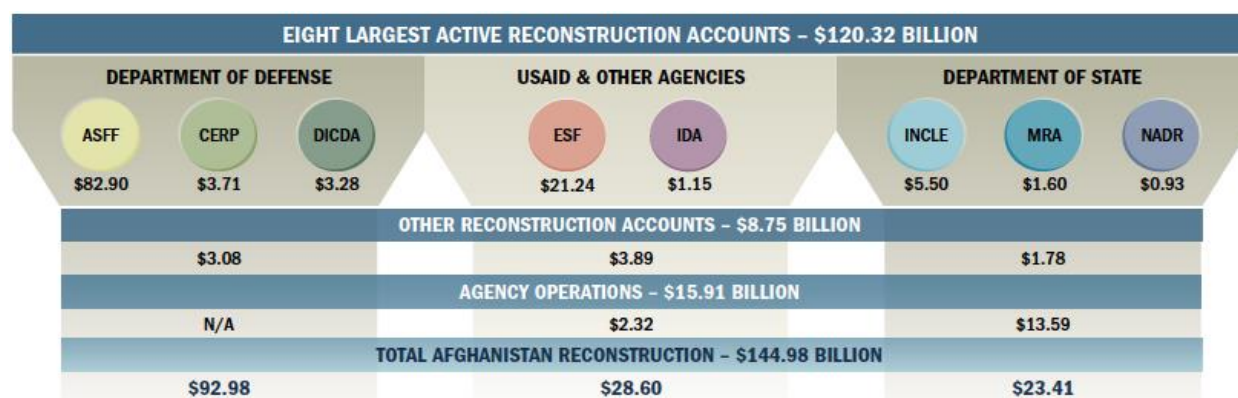 EIGHT LARGEST ACTIVE RECONSTRUCTION ACCOUNTS – $120.32 BILLION
DEPARTMENT OF DEFENSE USAID & OTHER AGENCIES DEPARTMENT OF STATE
ASFF CERP DICDA ESF IDA INCLE MRA NADR
$82.90 $3.71 $3.28 $21.24 $1.15 $5.50 $1.60 $0.93
OTHER RECONSTRUCTION ACCOUNTS – $8.75 BILLION
$3.08 $3.89 $1.78
AGENCY OPERATIONS – $15.91 BILLION
N/A $2.32 $13.59
TOTAL AFGHANISTAN RECONSTRUCTION – $144.98 BILLION
$92.98 $28.60 $23.41